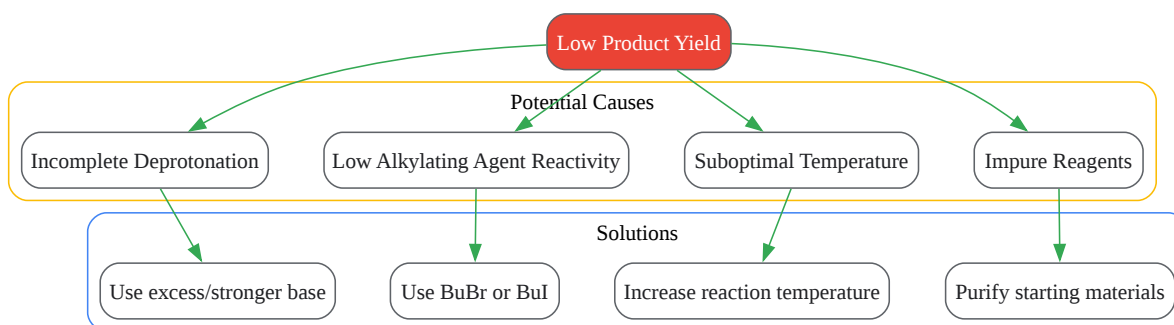 Low Product Yield
Potential Causes
Incomplete Deprotonation
Low Alkylating Agent Reactivity
Suboptimal Temperature
Impure Reagents
Solutions
Use excess/stronger base
Use BuBr or BuI
Increase reaction temperature
Purify starting materials